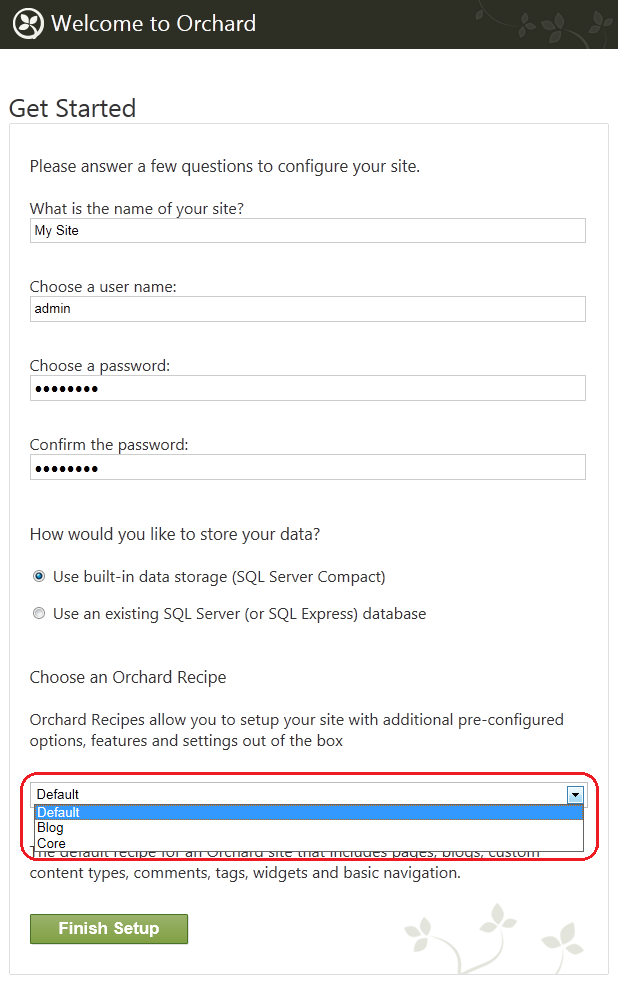 Welcome to Orchard
Get Started
Please answer a few questions to configure your site.
What is the name of your site?
My Site
Choose a user name:
admin
Choose a password:
••••••••
Confirm the password:
••••••••
How would you like to store your data?
Use built-in data storage (SQL Server Compact)
Use an existing SQL Server (or SQL Express) database
Choose an Orchard Recipe
Orchard Recipes allow you to setup your site with additional pre-configured
options, features and settings out of the box
Default
Default
Blog
Core
The default recipe for an Orchard site that includes pages, blogs, custom
content types, comments, tags, widgets and basic navigation.
Finish Setup